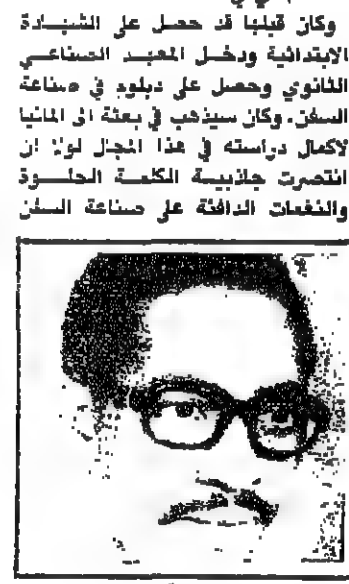 وكان قبلها قد حصل على الشهادة
الابتدائية ودخل المعهد الصناعي
الثانوي وحصل على دبلوم في صناعة
السفن. وكان سيذهب في بعثة الى المانيا
لاكمال دراسته في هذا المجال لولا ان
انتصرت جاذبية الكلمة الحلوة
والنغمات الدافئة على صناعة السفن